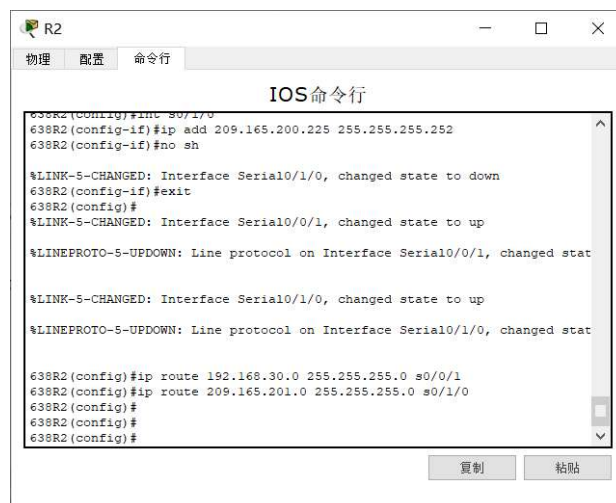 R2
物理 配置 命令行
IOS命令行
638R2(config)#int s0/1/0
638R2(config-if)#ip add 209.165.200.225 255.255.255.252
638R2(config-if)#no sh
%LINK-5-CHANGED: Interface Serial0/1/0, changed state to down
638R2(config-if)#exit
638R2(config)#
%LINK-5-CHANGED: Interface Serial0/0/1, changed state to up
%LINEPROTO-5-UPDOWN: Line protocol on Interface Serial0/0/1, changed stat
%LINK-5-CHANGED: Interface Serial0/1/0, changed state to up
%LINEPROTO-5-UPDOWN: Line protocol on Interface Serial0/1/0, changed stat
638R2(config)#ip route 192.168.30.0 255.255.255.0 s0/0/1
638R2(config)#ip route 209.165.201.0 255.255.255.0 s0/1/0
638R2(config)#
638R2(config)#
638R2(config)#
复制 粘贴